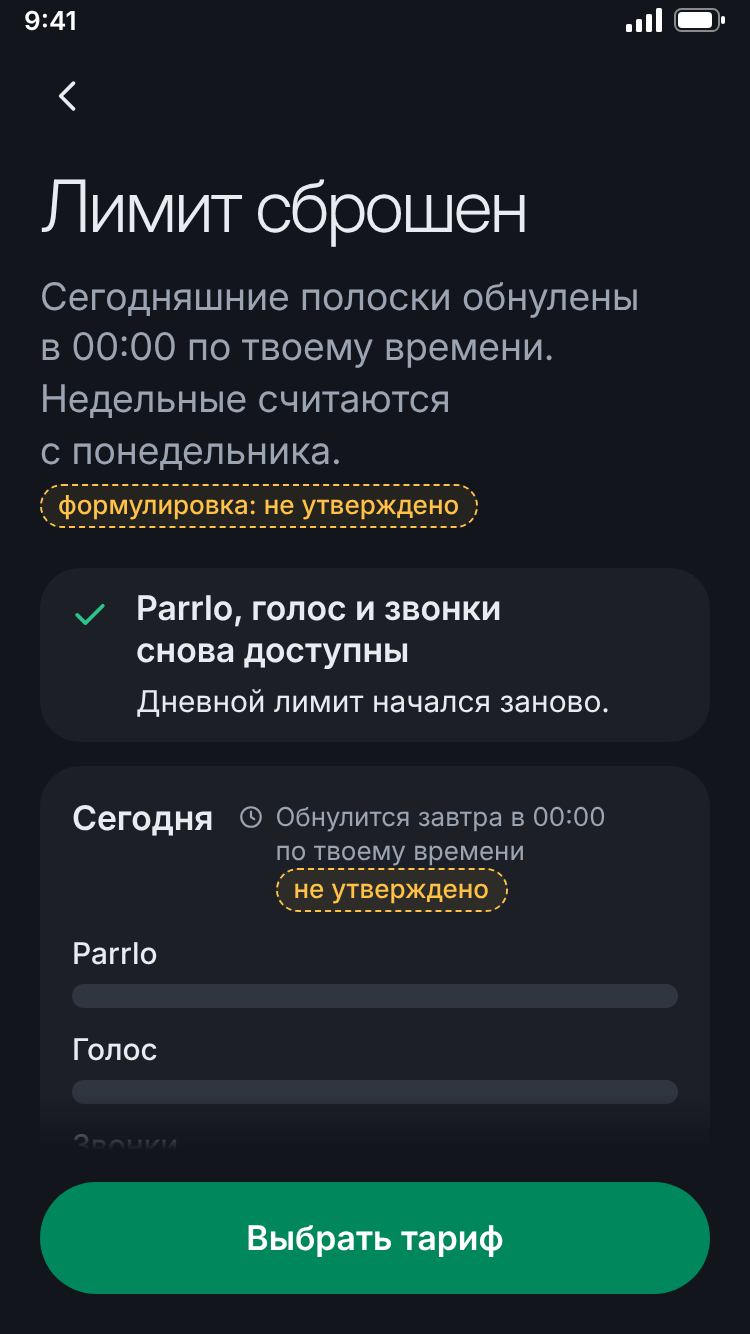 9:41
Лимит сброшен
Сегодняшние полоски обнулены
в 00:00 по твоему времени.
Недельные считаются
с понедельника.
формулировка: не утверждено
Parrlo, голос и звонки
снова доступны
Дневной лимит начался заново.
Сегодня
Обнулится завтра в 00:00
по твоему времени
не утверждено
Parrlo
Голос
Звонки
Выбрать тариф